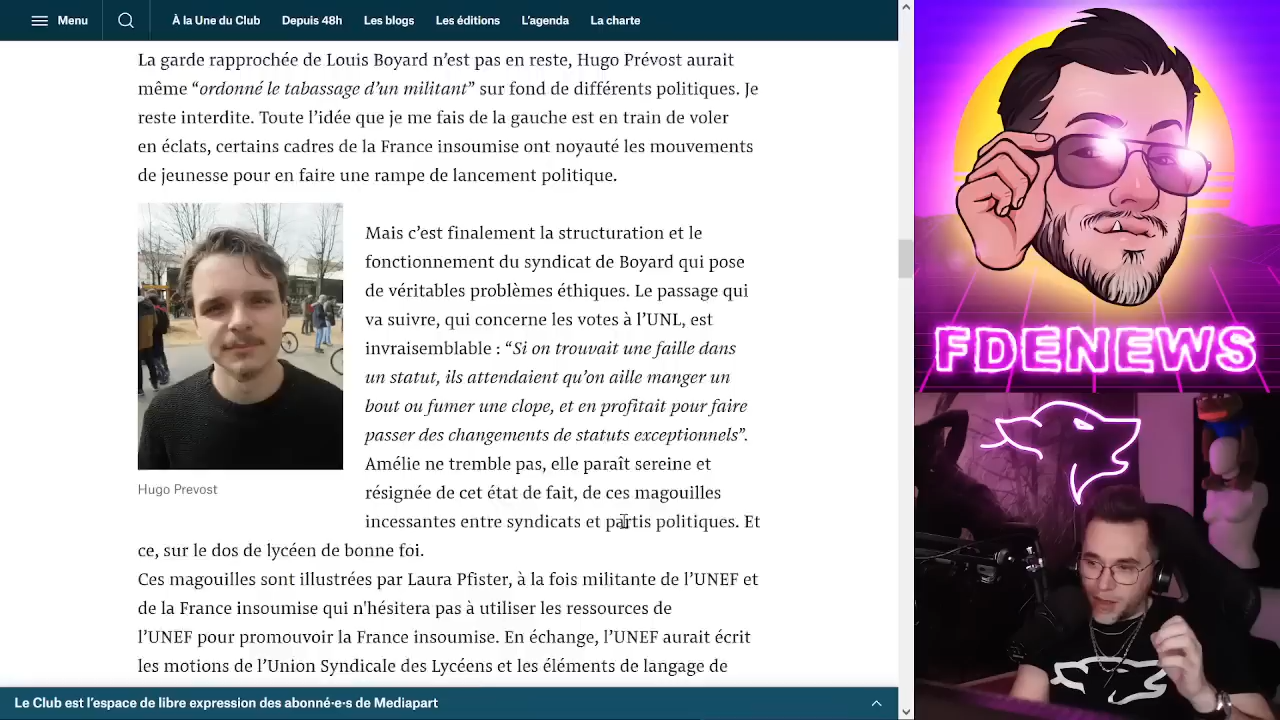 Menu
À la Une du Club
Depuis 48h
Les blogs
Les éditions
L'agenda
La charte
La garde rapprochée de Louis Boyard n'est pas en reste, Hugo Prévost aurait
même “ordonné le tabassage d'un militant” sur fond de différents politiques. Je
reste interdite. Toute l'idée que je me fais de la gauche est en train de voler
en éclats, certains cadres de la France insoumise ont noyauté les mouvements
de jeunesse pour en faire une rampe de lancement politique.
Mais c'est finalement la structuration et le
fonctionnement du syndicat de Boyard qui pose
de véritables problèmes éthiques. Le passage qui
va suivre, qui concerne les votes à l'UNL, est
invraisemblable : “Si on trouvait une faille dans
un statut, ils attendaient qu'on aille manger un
bout ou fumer une clope, et en profitait pour faire
passer des changements de statuts exceptionnels”.
Amélie ne tremble pas, elle paraît sereine et
résignée de cet état de fait, de ces magouilles
incessantes entre syndicats et partis politiques. Et
Hugo Prevost
ce, sur le dos de lycéen de bonne foi.
Ces magouilles sont illustrées par Laura Pfister, à la fois militante de l'UNEF et
de la France insoumise qui n'hésitera pas à utiliser les ressources de
l'UNEF pour promouvoir la France insoumise. En échange, l'UNEF aurait écrit
les motions de l'Union Syndicale des Lycéens et les éléments de langage de
Le Club est l'espace de libre expression des abonné·e·s de Mediapart
FDENEWS